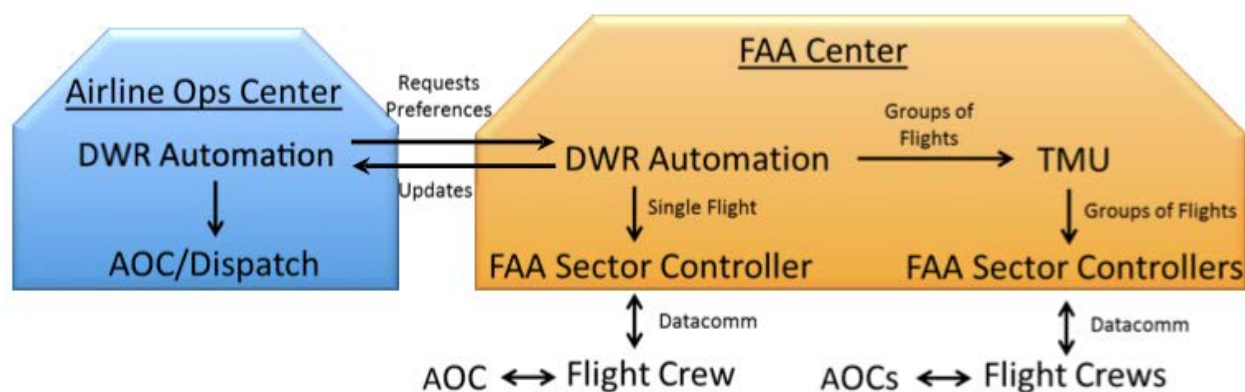 Airline Ops Center
DWR Automation
AOC/Dispatch
Requests
Preferences
Updates
FAA Center
DWR Automation
Groups of
Flights
TMU
Single Flight
Groups of Flights
FAA Sector Controller
FAA Sector Controllers
Datacomm
Datacomm
AOC
Flight Crew
AOCs
Flight Crews